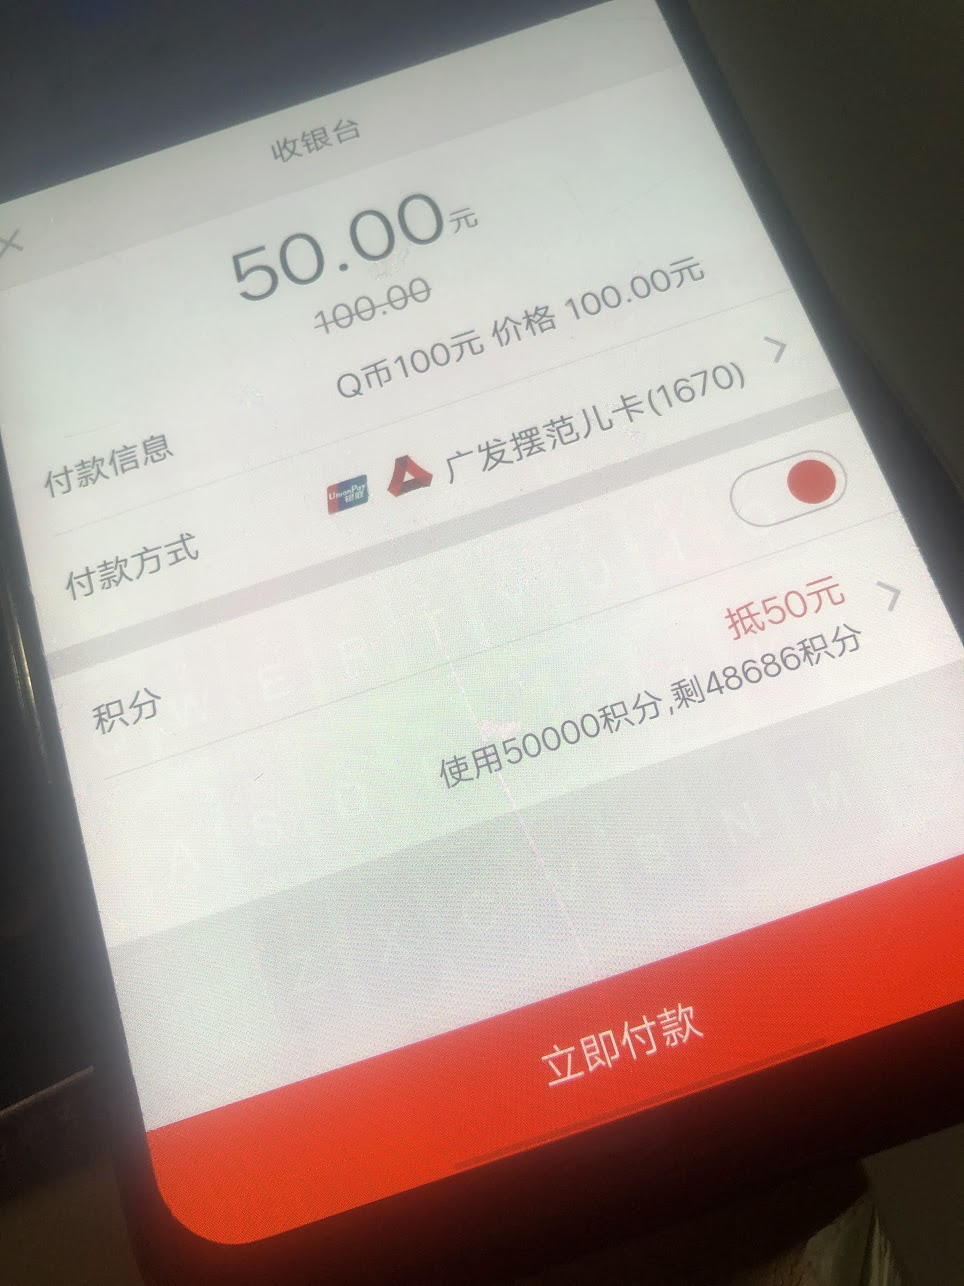 收银台
50.00元
100.00
付款信息 Q币100元 价格 100.00元
付款方式 UnionPay 银联 广发摆范儿卡(1670)
积分
抵50元
使用50000积分,剩48686积分
W E R T Y U I
A S D
X C V B N M
立即付款